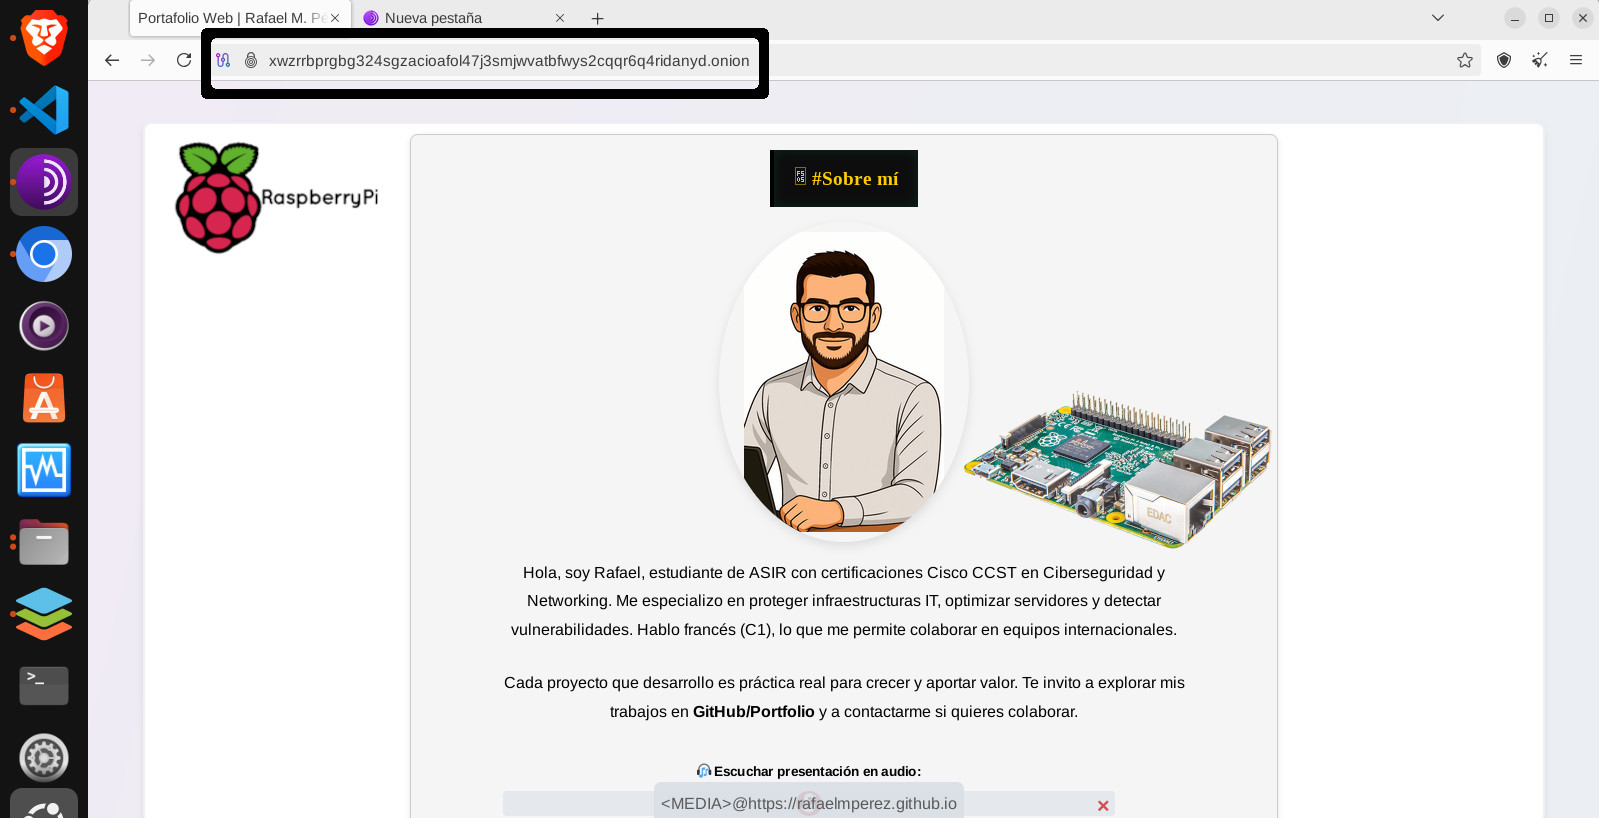 Portafolio Web | Rafael M. Pe
Nueva pestaña
xwzrrbprgbg324sgzacioafol47j3smjwvatbfwys2cqqr6q4ridanyd.onion
RaspberryPi
#Sobre mí
EDAC
Hola, soy Rafael, estudiante de ASIR con certificaciones Cisco CCST en Ciberseguridad y
Networking. Me especializo en proteger infraestructuras IT, optimizar servidores y detectar
vulnerabilidades. Hablo francés (C1), lo que me permite colaborar en equipos internacionales.
Cada proyecto que desarrollo es práctica real para crecer y aportar valor. Te invito a explorar mis
trabajos en GitHub/Portfolio y a contactarme si quieres colaborar.
Escuchar presentación en audio:
<MEDIA>@https://rafaelmperez.github.io